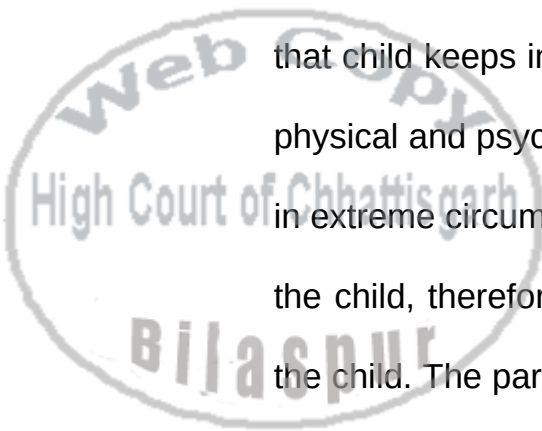 Web Copy
that child keeps in
physical and psyc
High Court of Chhattisgarh
in extreme circum
the child, therefor
Bilaspur
the child. The par